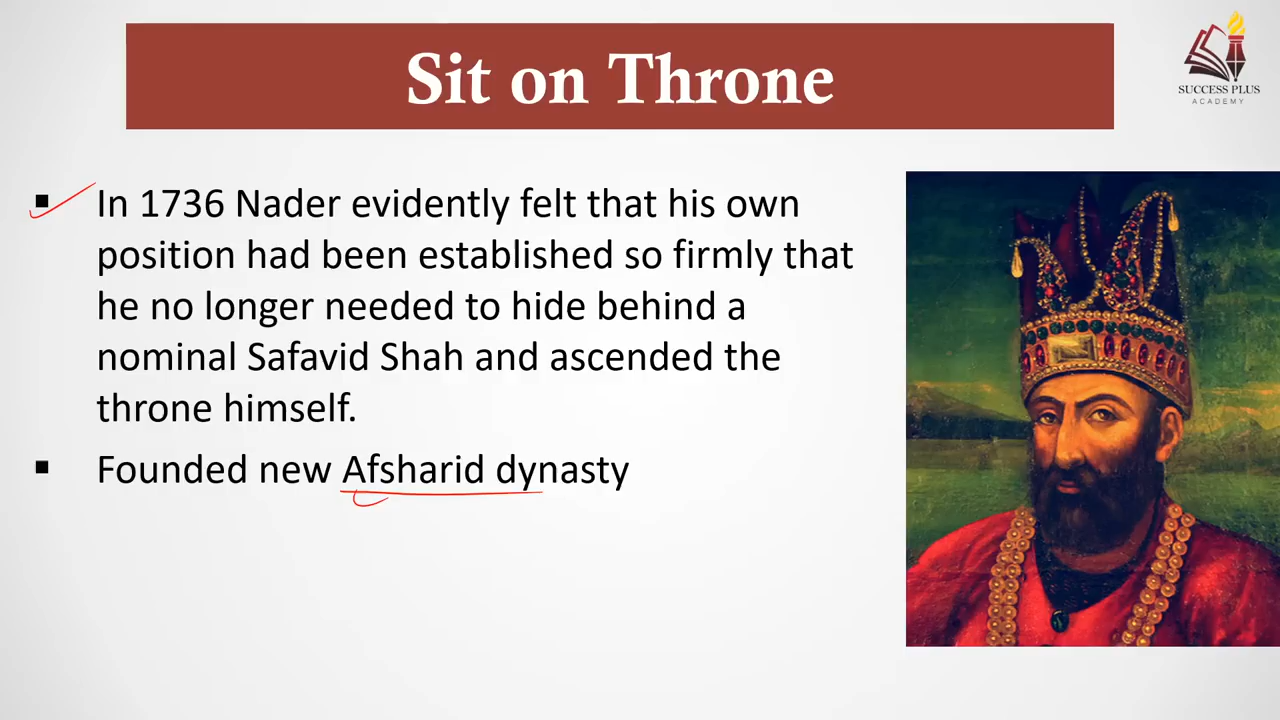 Sit on Throne
SUCCESS PLUS
ACADEMY
▪ In 1736 Nader evidently felt that his own
position had been established so firmly that
he no longer needed to hide behind a
nominal Safavid Shah and ascended the
throne himself.
▪ Founded new Afsharid dynasty